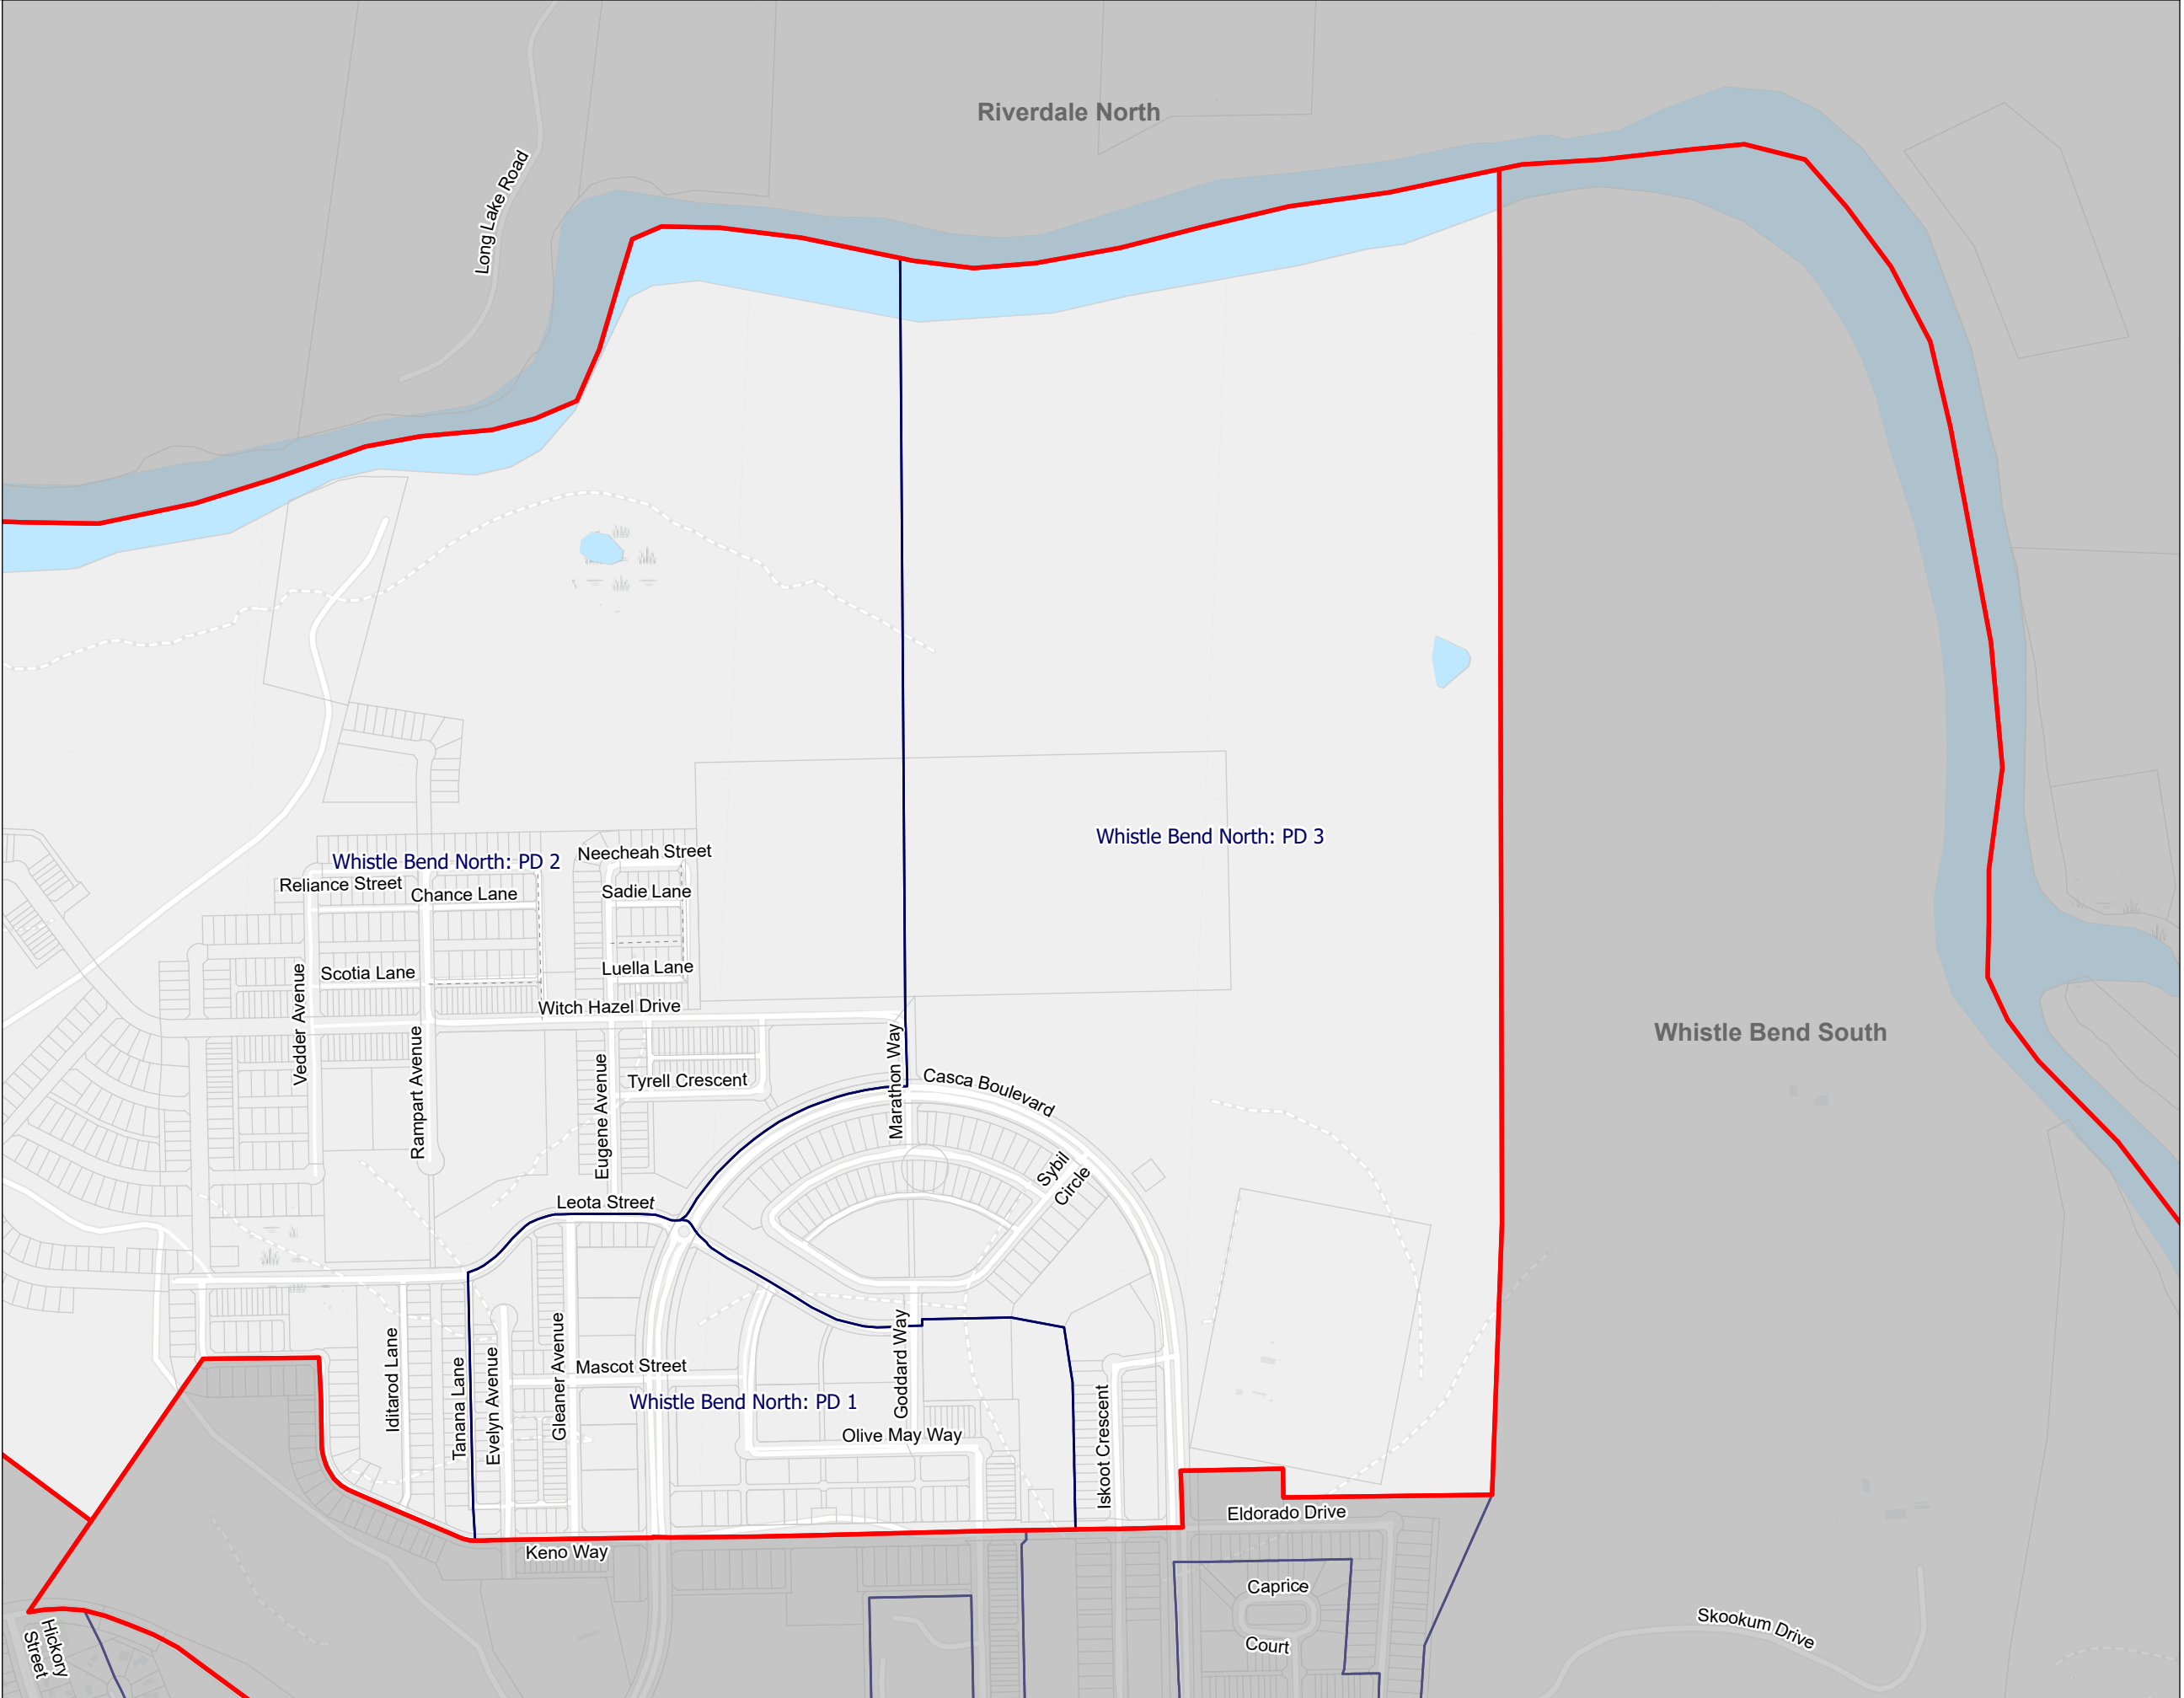 Riverdale North
Long Lake Road
Whistle Bend North: PD 3
Neecheah Street
Whistle Bend North: PD 2
Reliance Street
Chance Lane
Sadie Lane
Scotia Lane
Luella Lane
Vedder Avenue
Witch Hazel Drive
Whistle Bend South
Rampart Avenue
Eugene Avenue
Tyrell Crescent
Marathon Way
Casca Boulevard
Sybil
Circle
Leota Street
Iditarod Lane
Tanana Lane
Evelyn Avenue
Gleaner Avenue
Mascot Street
Goddard Way
Whistle Bend North: PD 1
Olive May Way
Iskoot Crescent
Eldorado Drive
Keno Way
Caprice
Court
Skookum Drive
Hickory
Street